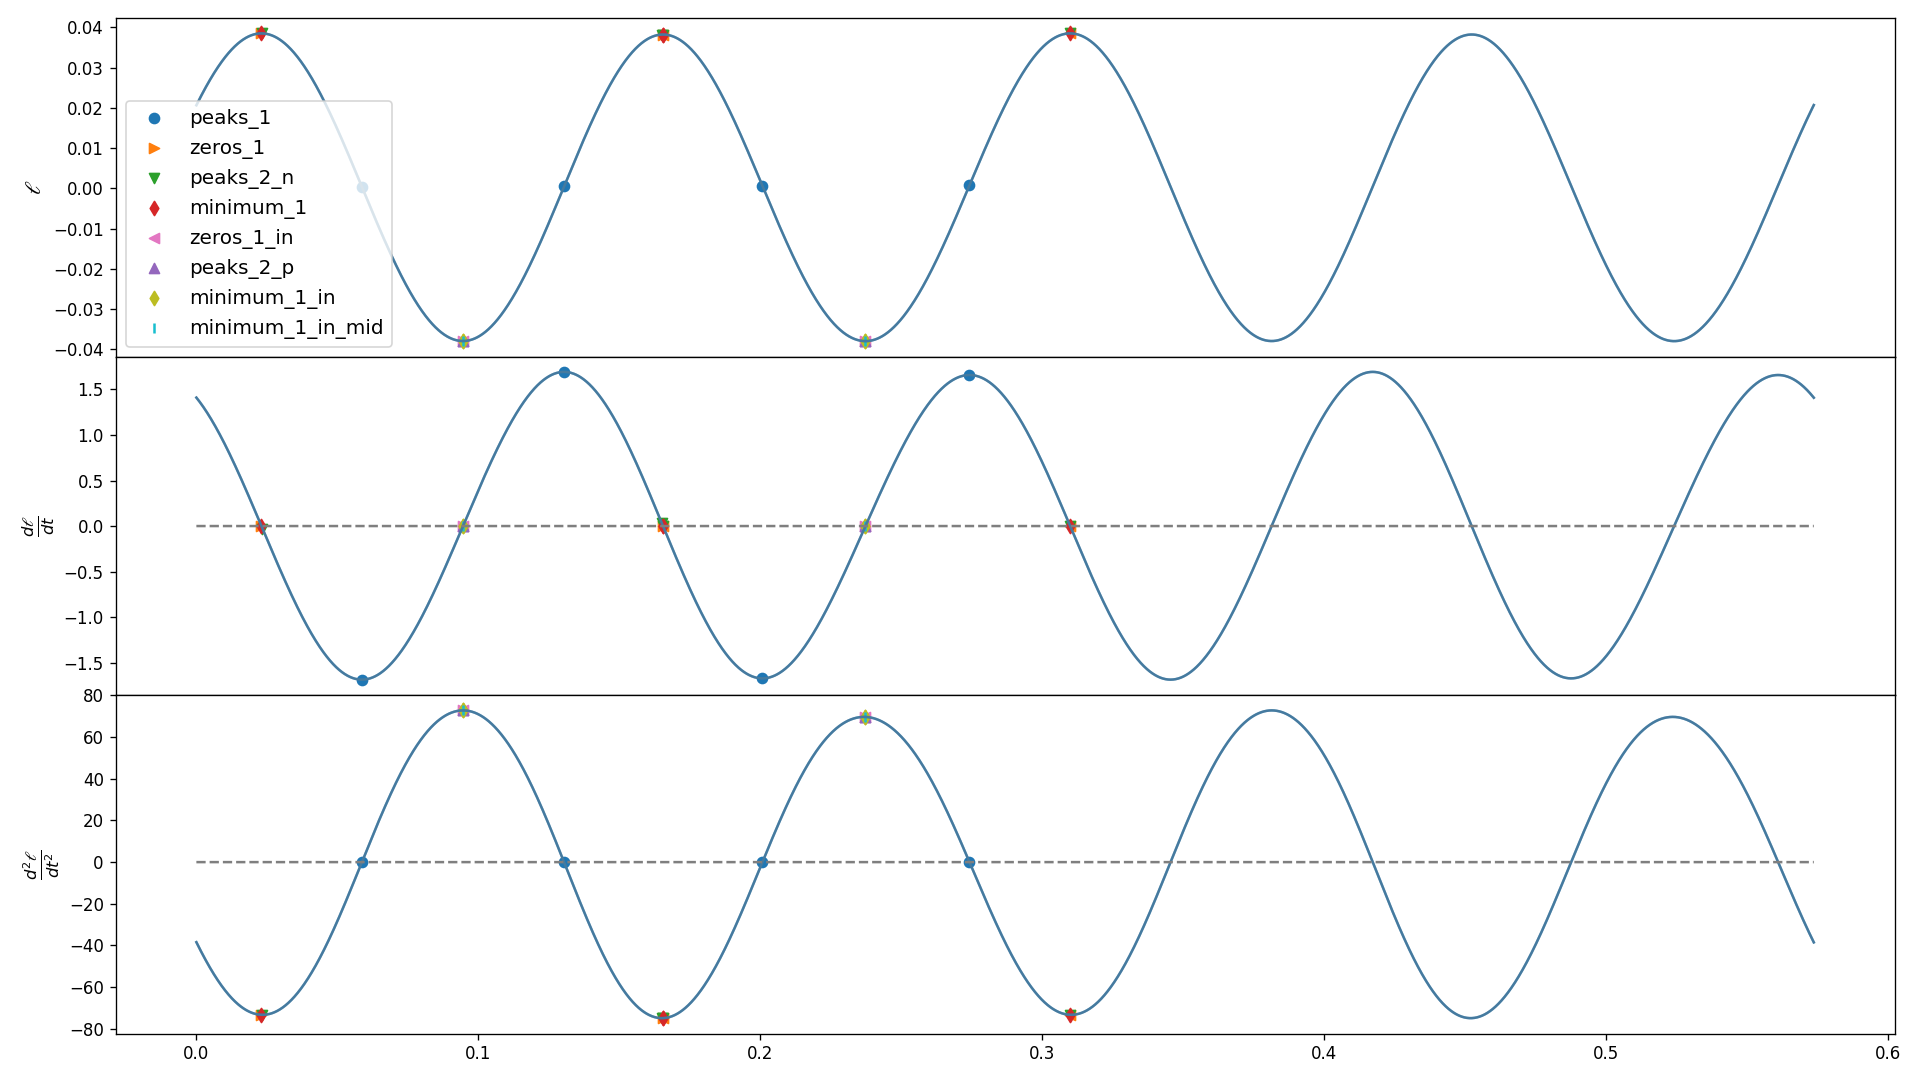 0.04
0.03
0.02
0.01
0.00
−0.01
−0.02
−0.03
−0.04
ℓ
peaks_1
zeros_1
peaks_2_n
minimum_1
zeros_1_in
peaks_2_p
minimum_1_in
minimum_1_in_mid
1.5
1.0
0.5
0.0
−0.5
−1.0
−1.5
dℓ/dt
80
60
40
20
0
−20
−40
−60
−80
d²ℓ/dt²
0.0 0.1 0.2 0.3 0.4 0.5 0.6